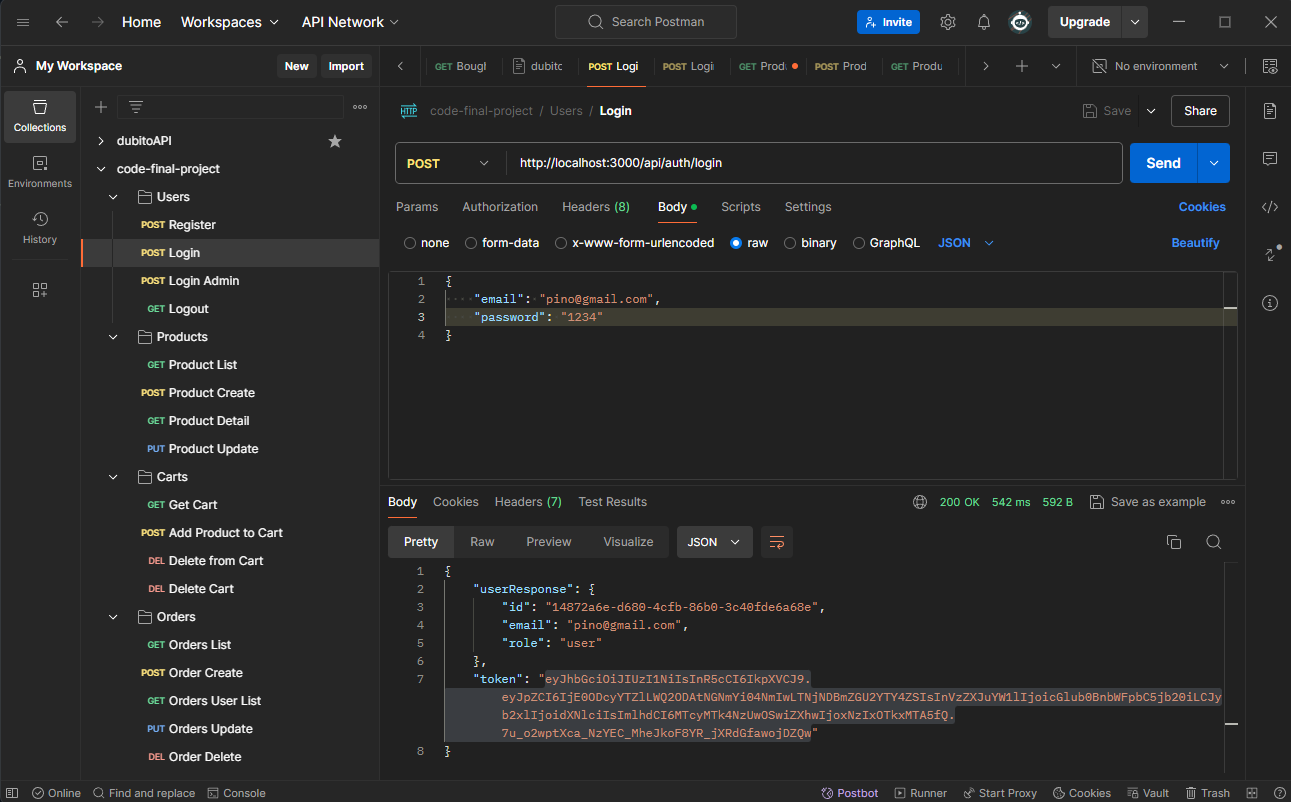 Home Workspaces API Network Search Postman Invite Upgrade
My Workspace New Import GET Bougl dubitc POST Logi POST Logi GET Prod POST Prod GET Produ No environment
Collections
Environments
History
dubitoAPI
code-final-project
Users
POST Register
POST Login
POST Login Admin
GET Logout
Products
GET Product List
POST Product Create
GET Product Detail
PUT Product Update
Carts
GET Get Cart
POST Add Product to Cart
DEL Delete from Cart
DEL Delete Cart
Orders
GET Orders List
POST Order Create
GET Orders User List
PUT Orders Update
DEL Order Delete
HTTP code-final-project / Users / Login Save Share
POST http://localhost:3000/api/auth/login Send
Params Authorization Headers (8) Body Scripts Settings Cookies
none form-data x-www-form-urlencoded raw binary GraphQL JSON Beautify
1 {
2 "email": "pino@gmail.com",
3 "password": "1234"
4 }
Body Cookies Headers (7) Test Results 200 OK 542 ms 592 B Save as example
Pretty Raw Preview Visualize JSON
1 {
2 "userResponse": {
3 "id": "14872a6e-d680-4cfb-86b0-3c40fde6a68e",
4 "email": "pino@gmail.com",
5 "role": "user"
6 },
7 "token": "eyJhbGciOiJIUzI1NiIsInR5cCI6IkpXVCJ9.
eyJpZCI6IjE0ODcyYTZlLWQ2ODAtNGNmYi04NmIwLTNjNDBmZGU2YTY4ZSIsInVzZXJuYW1lIjoicGlub0BnbWFpbC5jb20iLCJy
b2xlIjoidXNlciIsImlhdCI6MTcyMTk4NzUwOSwiZXhwIjoxNzIxOTkxMTA5fQ.
7u_o2wptXca_NzYEC_MheJkoF8YR_jXRdGfawojDZQw"
8 }
Online Find and replace Console Postbot Runner Start Proxy Cookies Vault Trash